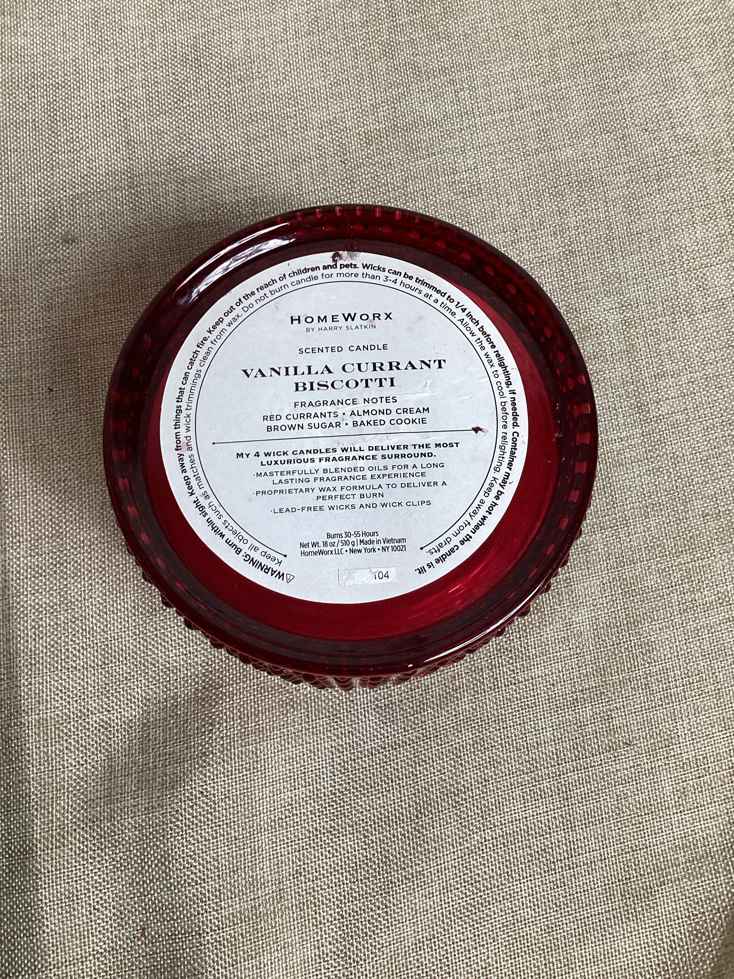 HOMEWORX
BY HARRY SLATKIN
SCENTED CANDLE
VANILLA CURRANT
BISCOTTI
FRAGRANCE NOTES
RED CURRANTS • ALMOND CREAM
BROWN SUGAR • BAKED COOKIE
MY 4 WICK CANDLES WILL DELIVER THE MOST
LUXURIOUS FRAGRANCE SURROUND.
·MASTERFULLY BLENDED OILS FOR A LONG
LASTING FRAGRANCE EXPERIENCE
·PROPRIETARY WAX FORMULA TO DELIVER A
PERFECT BURN
·LEAD-FREE WICKS AND WICK CLIPS
Burns 30-55 Hours
Net Wt. 18 oz / 510 g | Made in Vietnam
HomeWorx LLC • New York • NY 10021
104
⚠WARNING: Burn within sight. Keep away from things that can catch fire. Keep out of the reach of children and pets. Wicks can be trimmed to 1/4 inch before relighting, if needed. Container may be hot when the candle is lit.
Keep all objects such as matches and wick trimmings clean from wax. Do not burn candle for more than 3-4 hours at a time. Allow the wax to cool before relighting. Keep away from drafts.